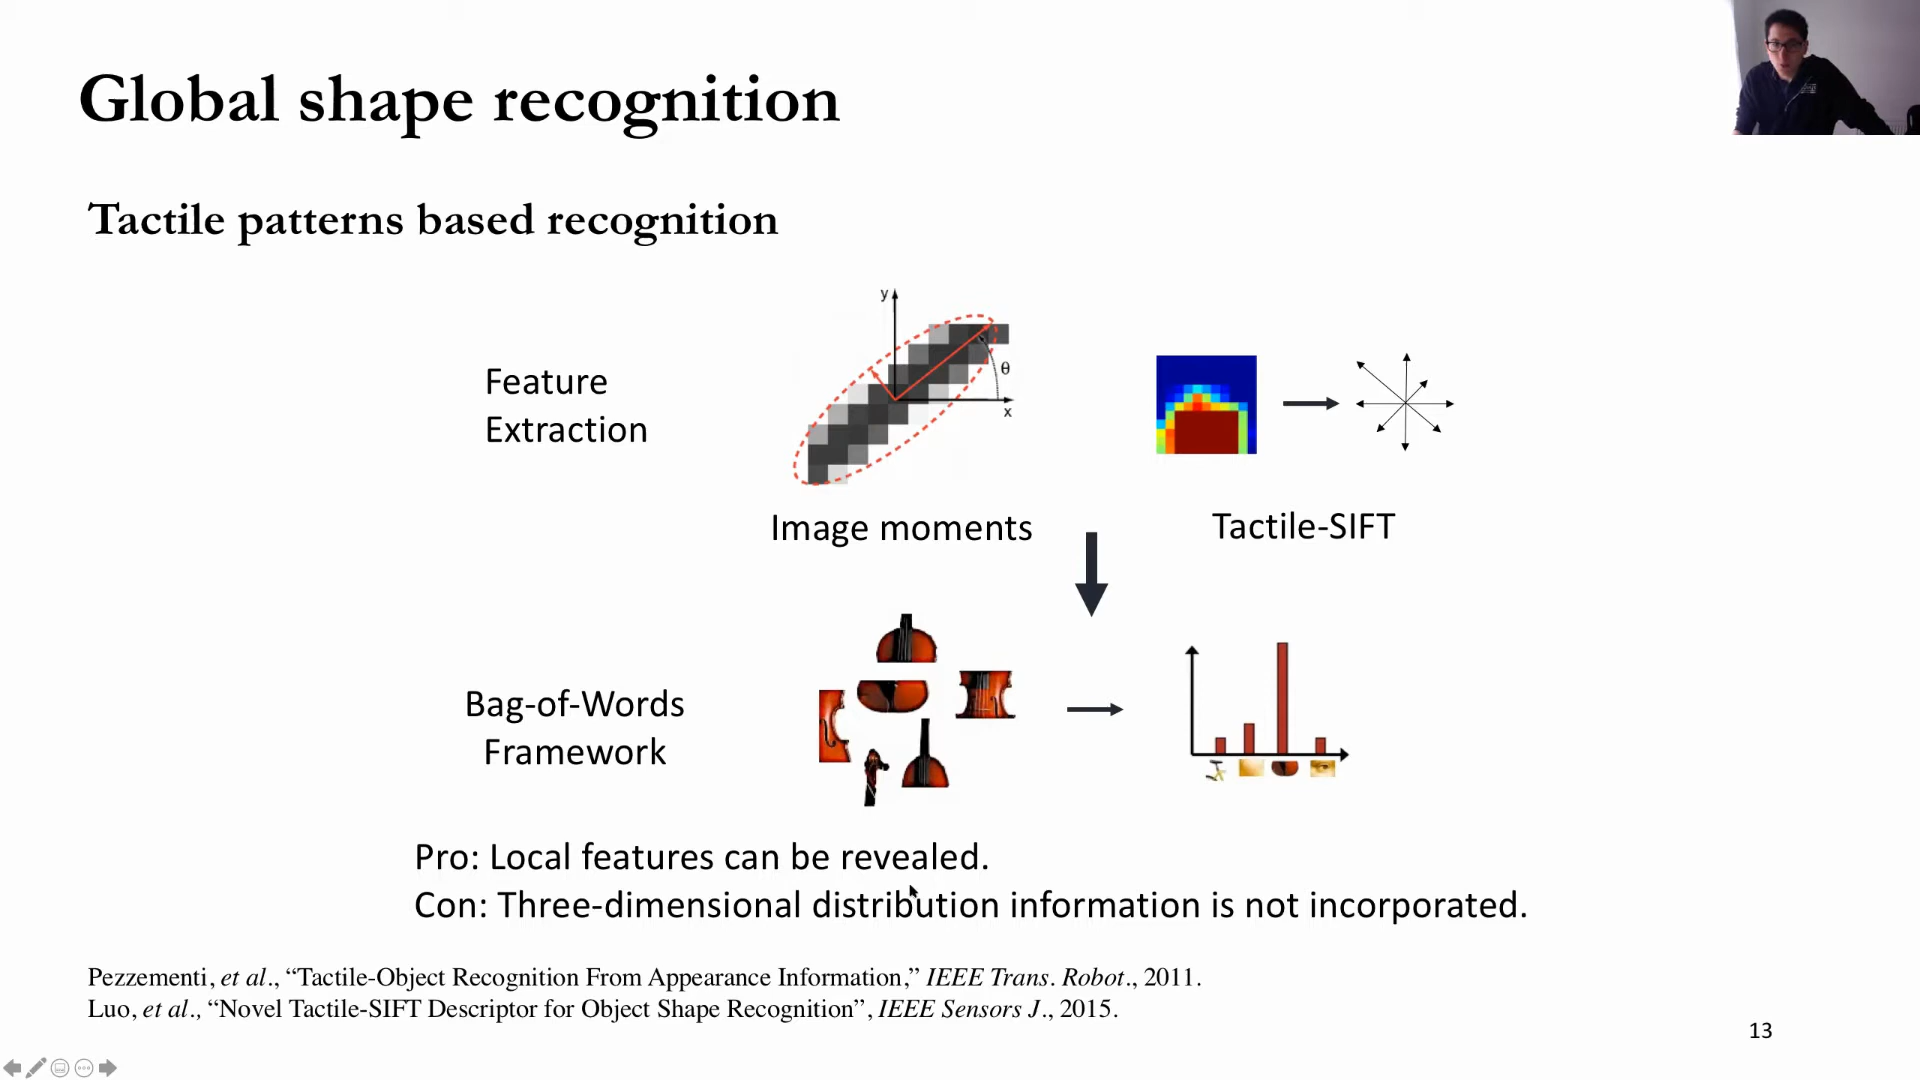 Global shape recognition
Tactile patterns based recognition
Feature
Extraction
y
θ
x
Image moments
Tactile-SIFT
Bag-of-Words
Framework
Pro: Local features can be revealed.
Con: Three-dimensional distribution information is not incorporated.
Pezzementi, et al., “Tactile-Object Recognition From Appearance Information,” IEEE Trans. Robot., 2011.
Luo, et al., “Novel Tactile-SIFT Descriptor for Object Shape Recognition”, IEEE Sensors J., 2015.
13